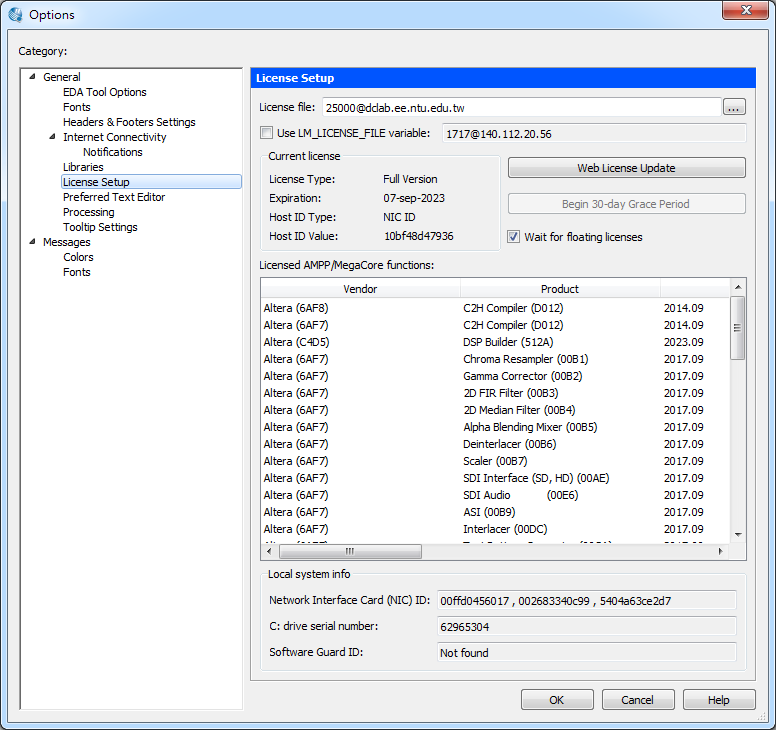 Options
Category:
General
EDA Tool Options
Fonts
Headers & Footers Settings
Internet Connectivity
Notifications
Libraries
License Setup
Preferred Text Editor
Processing
Tooltip Settings
Messages
Colors
Fonts
License Setup
License file: 25000@dclab.ee.ntu.edu.tw ...
Use LM_LICENSE_FILE variable: 1717@140.112.20.56
Current license
License Type: Full Version
Expiration: 07-sep-2023
Host ID Type: NIC ID
Host ID Value: 10bf48d47936
Web License Update
Begin 30-day Grace Period
Wait for floating licenses
Licensed AMPP/MegaCore functions:
Vendor Product
Altera (6AF8) C2H Compiler (D012) 2014.09
Altera (6AF7) C2H Compiler (D012) 2014.09
Altera (C4D5) DSP Builder (512A) 2023.09
Altera (6AF7) Chroma Resampler (00B1) 2017.09
Altera (6AF7) Gamma Corrector (00B2) 2017.09
Altera (6AF7) 2D FIR Filter (00B3) 2017.09
Altera (6AF7) 2D Median Filter (00B4) 2017.09
Altera (6AF7) Alpha Blending Mixer (00B5) 2017.09
Altera (6AF7) Deinterlacer (00B6) 2017.09
Altera (6AF7) Scaler (00B7) 2017.09
Altera (6AF7) SDI Interface (SD, HD) (00AE) 2017.09
Altera (6AF7) SDI Audio (00E6) 2017.09
Altera (6AF7) ASI (00B9) 2017.09
Altera (6AF7) Interlacer (00DC) 2017.09
Local system info
Network Interface Card (NIC) ID: 00ffd0456017 , 002683340c99 , 5404a63ce2d7
C: drive serial number: 62965304
Software Guard ID: Not found
OK Cancel Help